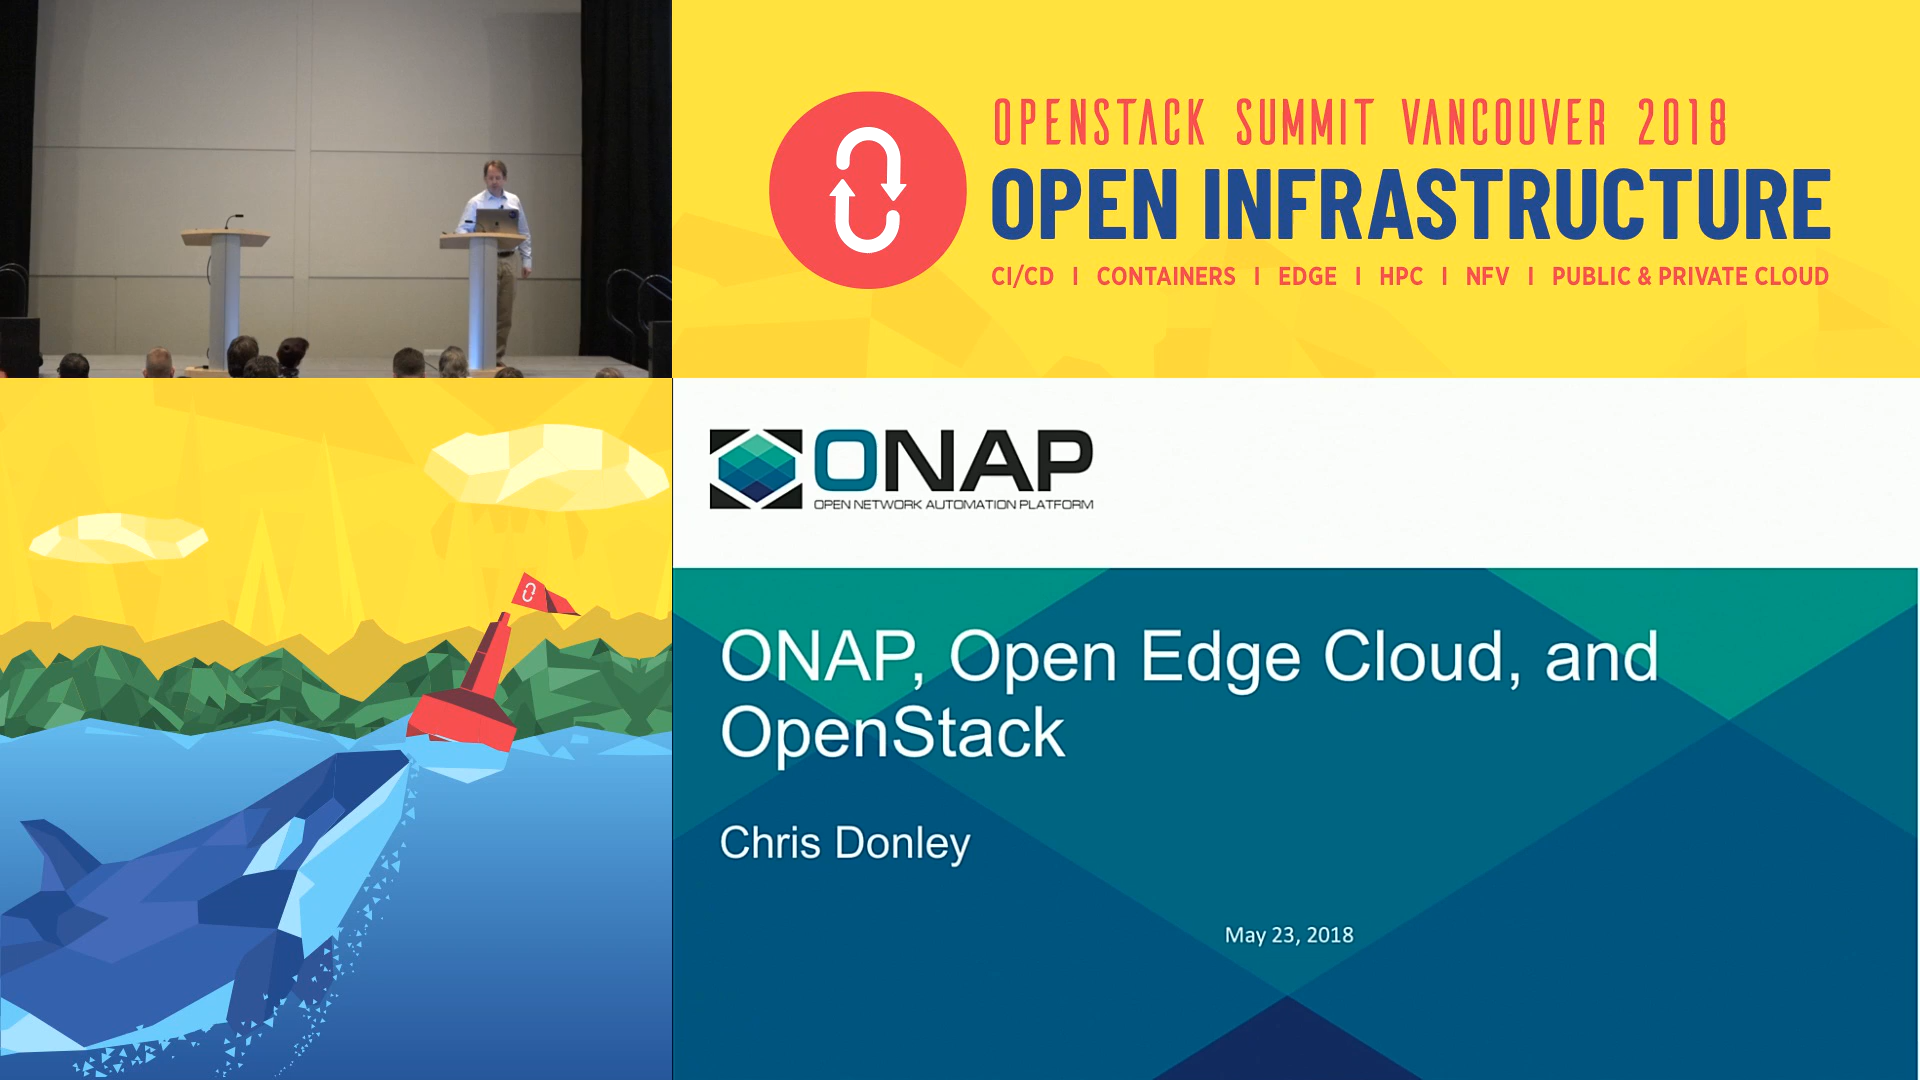 OPENSTACK SUMMIT VANCOUVER 2018
OPEN INFRASTRUCTURE
CI/CD | CONTAINERS | EDGE | HPC | NFV | PUBLIC & PRIVATE CLOUD
ONAP
OPEN NETWORK AUTOMATION PLATFORM
ONAP, Open Edge Cloud, and
OpenStack
Chris Donley
May 23, 2018